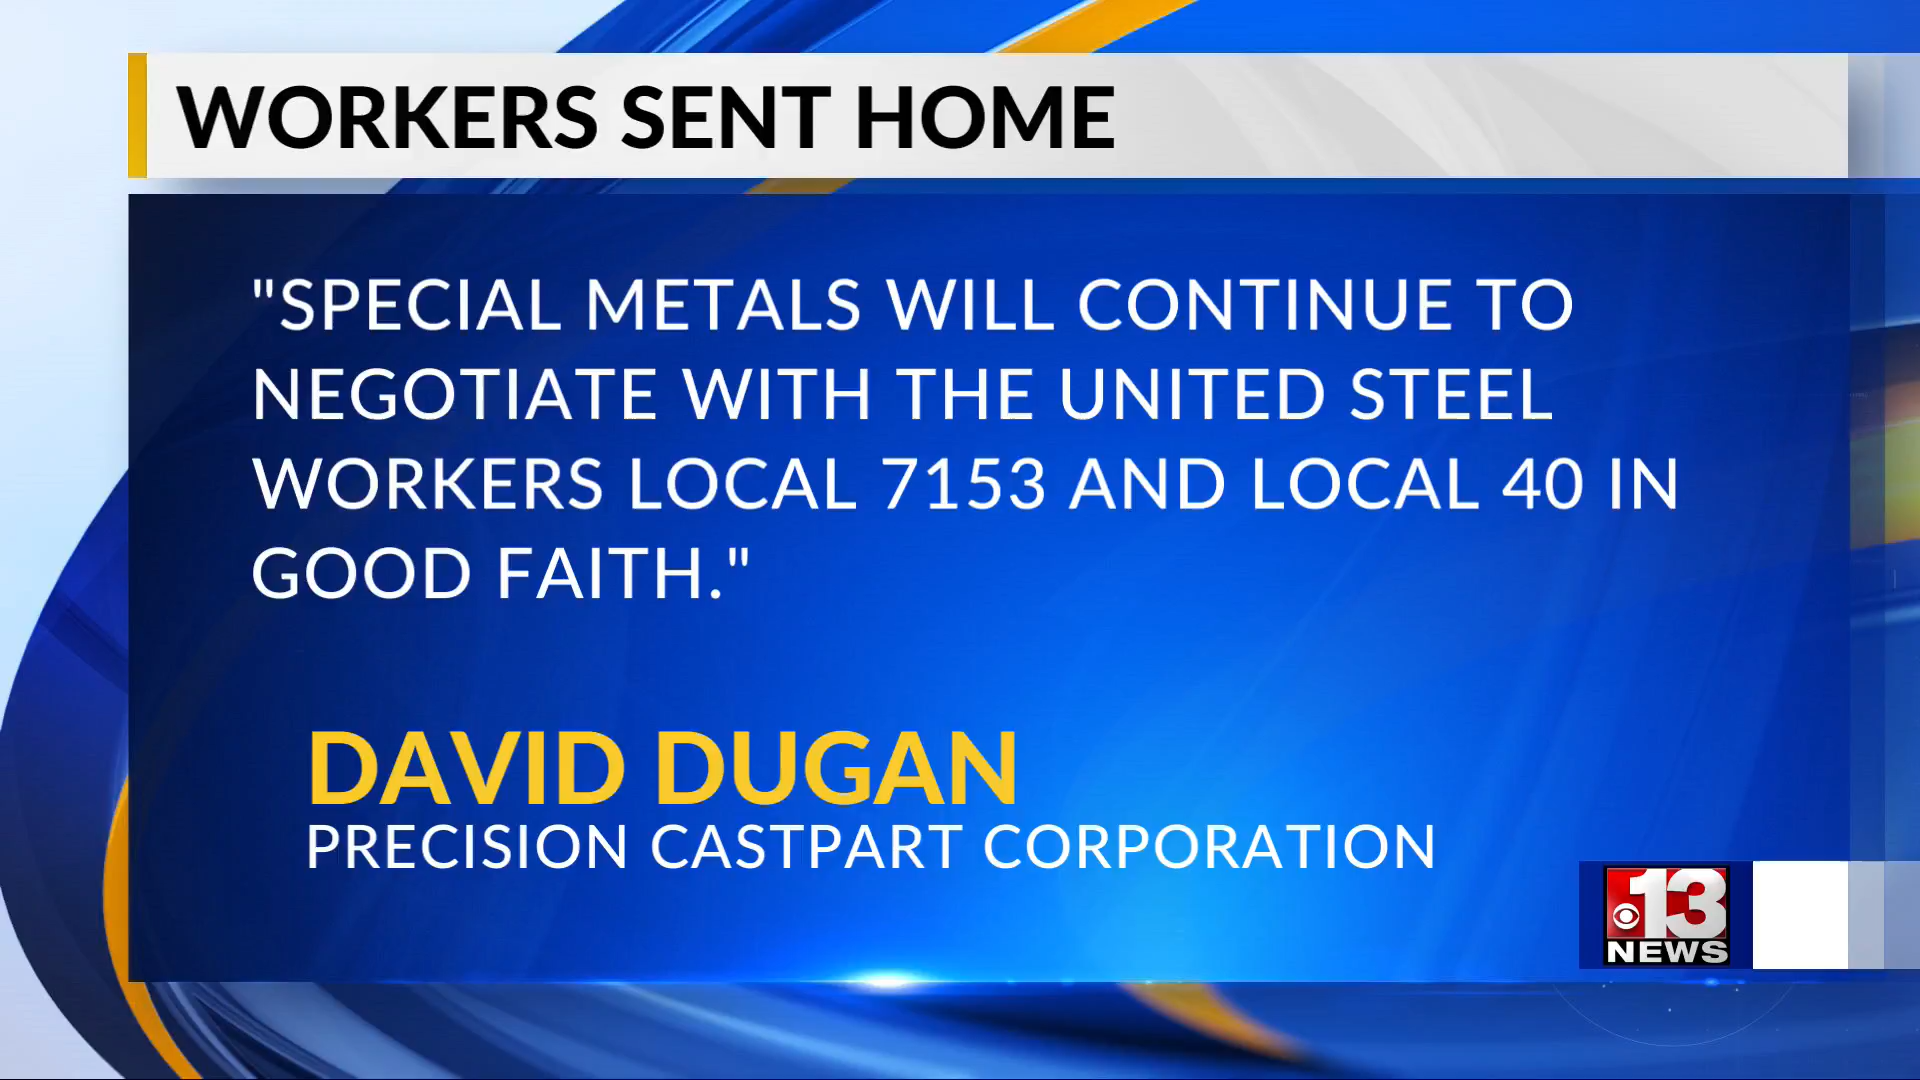 WORKERS SENT HOME
"SPECIAL METALS WILL CONTINUE TO
NEGOTIATE WITH THE UNITED STEEL
WORKERS LOCAL 7153 AND LOCAL 40 IN
GOOD FAITH."
DAVID DUGAN
PRECISION CASTPART CORPORATION
13
NEWS